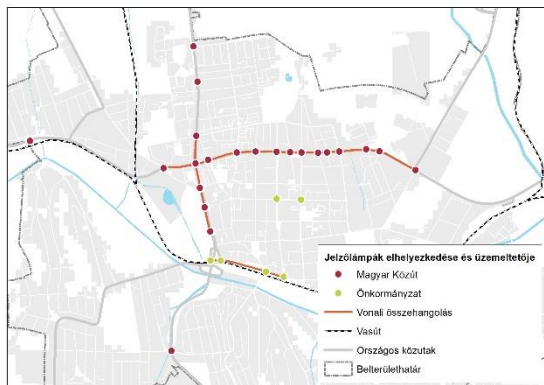 Jelzőlámpák elhelyezkedése és üzemeltetője
Magyar Közút
Önkormányzat
Vonali összehangolás
Vasút
Országos közutak
Belterülethatár